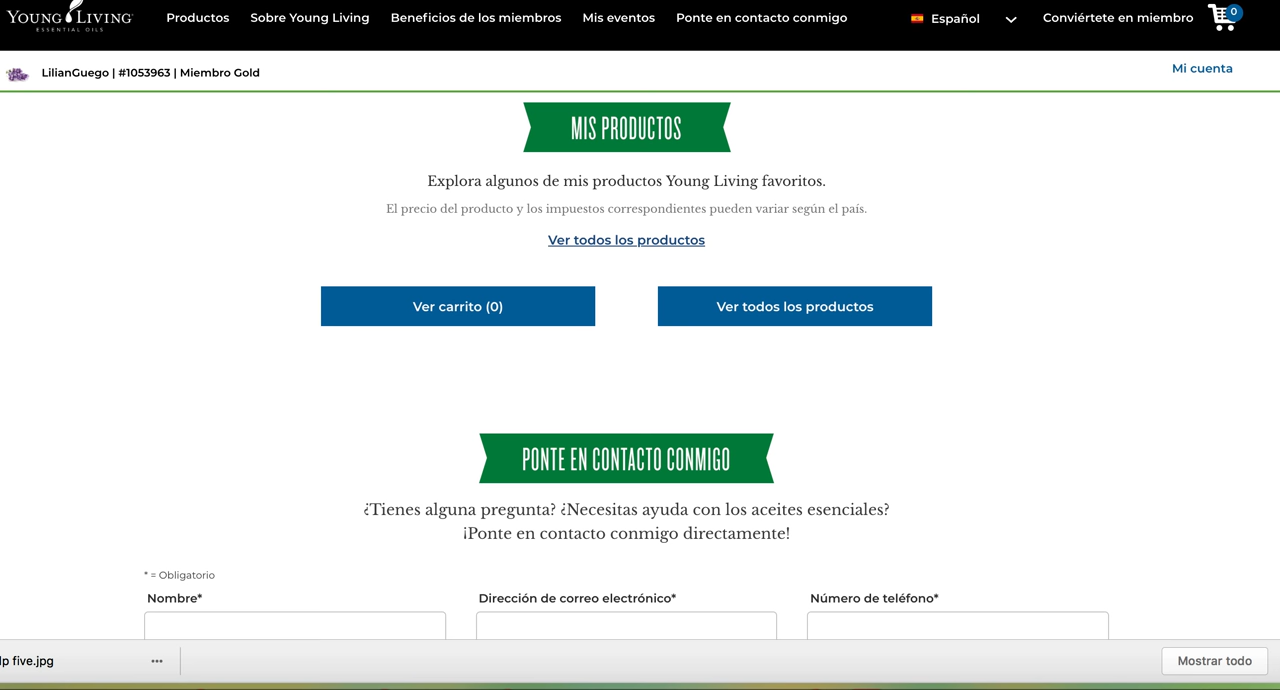 YOUNG LIVING
ESSENTIAL OILS
Productos Sobre Young Living Beneficios de los miembros Mis eventos Ponte en contacto conmigo Español Conviértete en miembro 0
LilianGuego | #1053963 | Miembro Gold Mi cuenta
MIS PRODUCTOS
Explora algunos de mis productos Young Living favoritos.
El precio del producto y los impuestos correspondientes pueden variar según el país.
Ver todos los productos
Ver carrito (0) Ver todos los productos
PONTE EN CONTACTO CONMIGO
¿Tienes alguna pregunta? ¿Necesitas ayuda con los aceites esenciales?
¡Ponte en contacto conmigo directamente!
* = Obligatorio
Nombre* Dirección de correo electrónico* Número de teléfono*
lp five.jpg ••• Mostrar todo